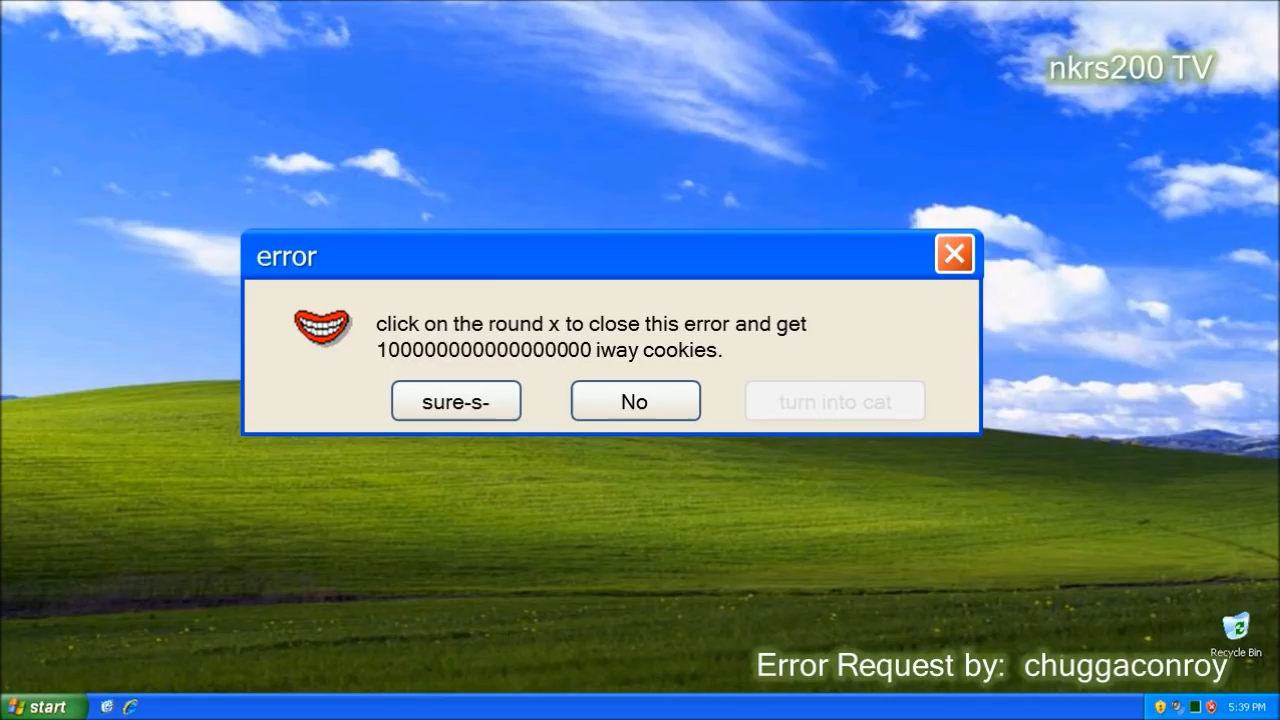 nkrs200 TV
error
click on the round x to close this error and get
100000000000000000 iway cookies.
sure-s-
No
turn into cat
Recycle Bin
Error Request by: chuggaconroy
start
5:39 PM